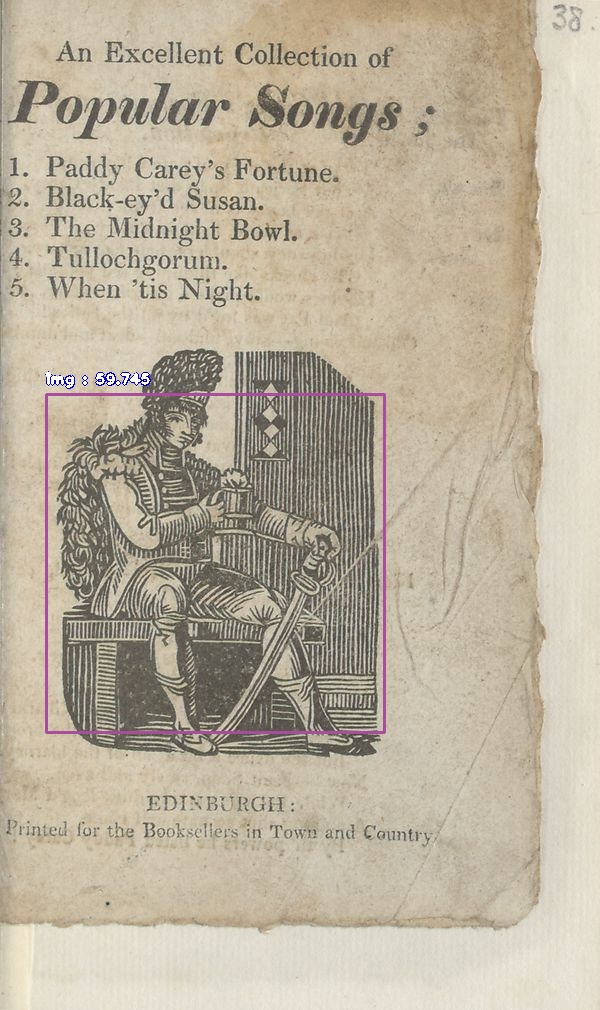 38.
An Excellent Collection of
Popular Songs;
1. Paddy Carey's Fortune.
2. Black-ey'd Susan.
3. The Midnight Bowl.
4. Tullochgorum.
5. When 'tis Night.
img : 59.745
EDINBURGH:
Printed for the Booksellers in Town and Country.